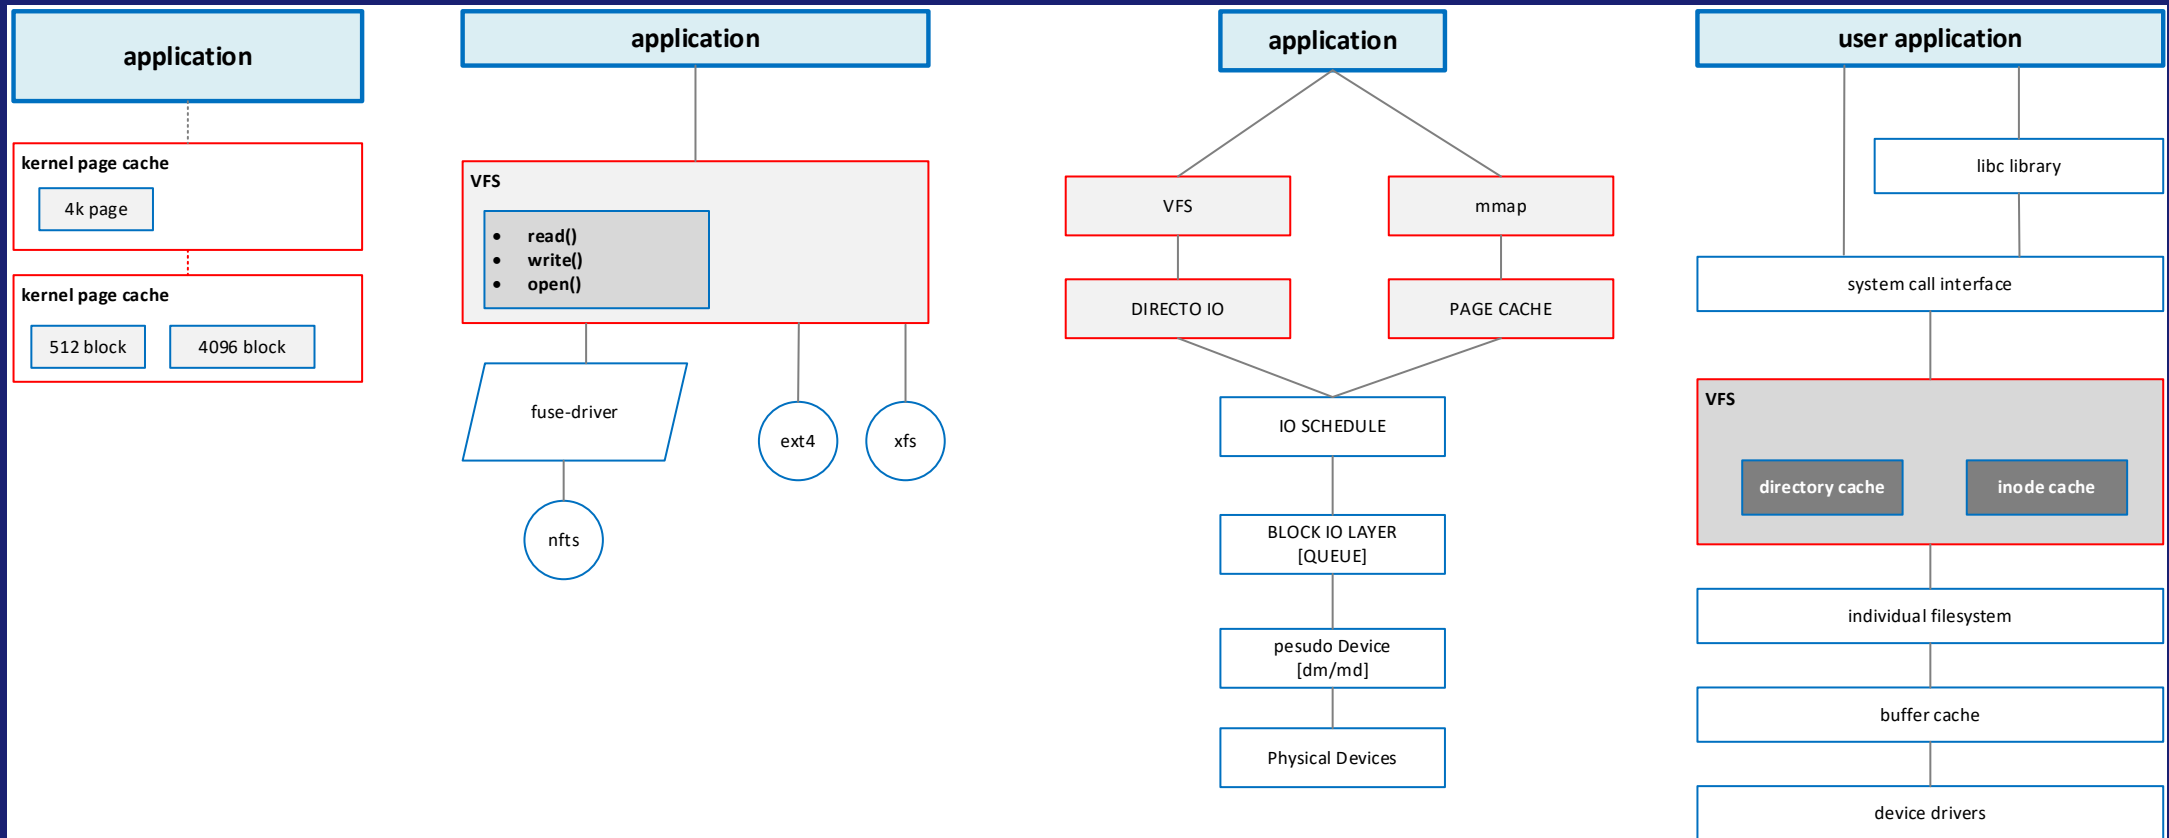 application
kernel page cache
4k page
kernel page cache
512 block
4096 block
application
VFS
• read()
• write()
• open()
fuse-driver
ext4
xfs
nfts
application
VFS
mmap
DIRECTO IO
PAGE CACHE
IO SCHEDULE
BLOCK IO LAYER
[QUEUE]
pesudo Device
[dm/md]
Physical Devices
user application
libc library
system call interface
VFS
directory cache
inode cache
individual filesystem
buffer cache
device drivers